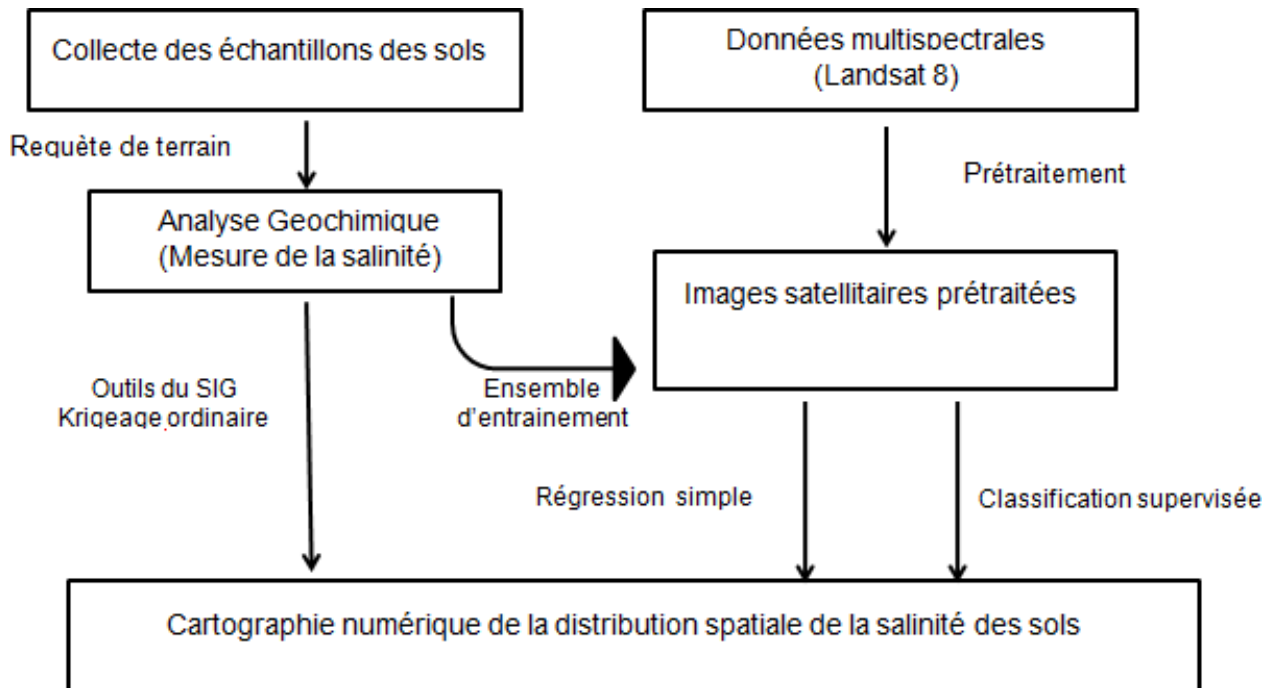 Collecte des échantillons des sols
Données multispectrales
(Landsat 8)
Requète de terrain
Prétraitement
Analyse Geochimique
(Mesure de la salinité)
Images satellitaires prétraitées
Outils du SIG
Krigeage ordinaire
Ensemble
d'entrainement
Régression simple
Classification supervisée
Cartographie numérique de la distribution spatiale de la salinité des sols